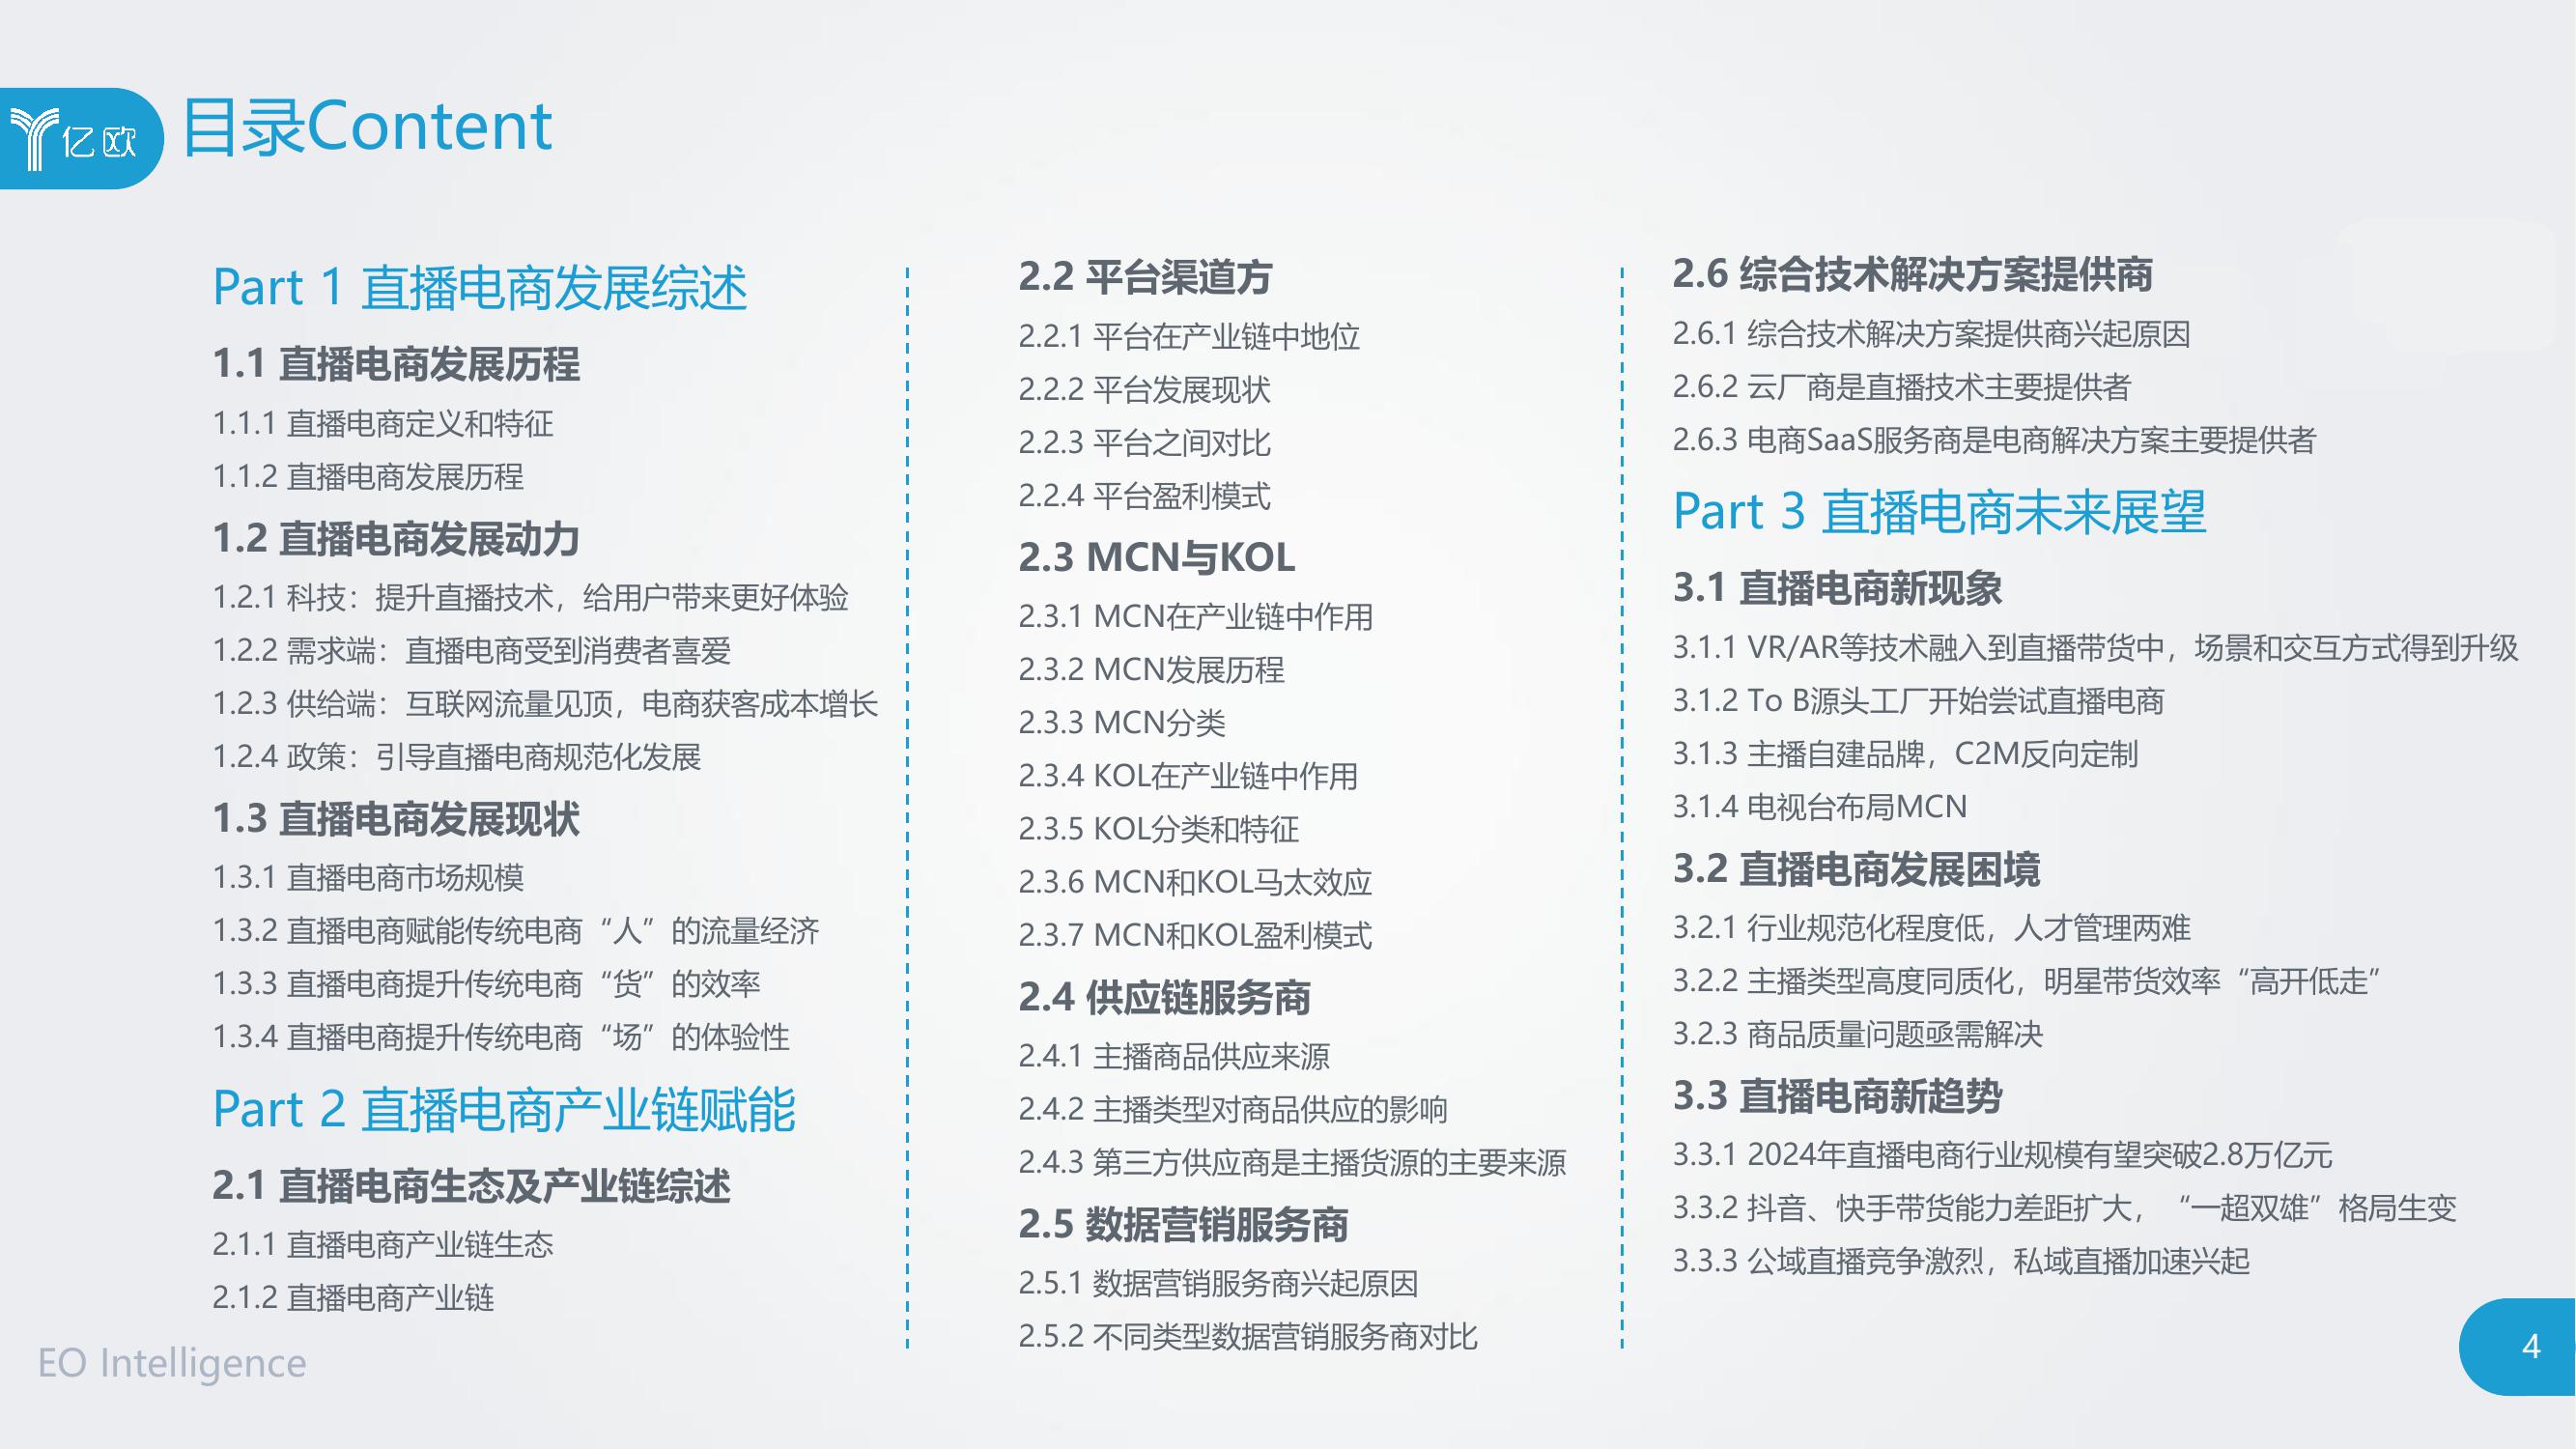 亿欧
目录Content
Part 1 直播电商发展综述
1.1 直播电商发展历程
1.1.1 直播电商定义和特征
1.1.2 直播电商发展历程
1.2 直播电商发展动力
1.2.1 科技：提升直播技术，给用户带来更好体验
1.2.2 需求端：直播电商受到消费者喜爱
1.2.3 供给端：互联网流量见顶，电商获客成本增长
1.2.4 政策：引导直播电商规范化发展
1.3 直播电商发展现状
1.3.1 直播电商市场规模
1.3.2 直播电商赋能传统电商“人”的流量经济
1.3.3 直播电商提升传统电商“货”的效率
1.3.4 直播电商提升传统电商“场”的体验性
Part 2 直播电商产业链赋能
2.1 直播电商生态及产业链综述
2.1.1 直播电商产业链生态
2.1.2 直播电商产业链
2.2 平台渠道方
2.2.1 平台在产业链中地位
2.2.2 平台发展现状
2.2.3 平台之间对比
2.2.4 平台盈利模式
2.3 MCN与KOL
2.3.1 MCN在产业链中作用
2.3.2 MCN发展历程
2.3.3 MCN分类
2.3.4 KOL在产业链中作用
2.3.5 KOL分类和特征
2.3.6 MCN和KOL马太效应
2.3.7 MCN和KOL盈利模式
2.4 供应链服务商
2.4.1 主播商品供应来源
2.4.2 主播类型对商品供应的影响
2.4.3 第三方供应商是主播货源的主要来源
2.5 数据营销服务商
2.5.1 数据营销服务商兴起原因
2.5.2 不同类型数据营销服务商对比
2.6 综合技术解决方案提供商
2.6.1 综合技术解决方案提供商兴起原因
2.6.2 云厂商是直播技术主要提供者
2.6.3 电商SaaS服务商是电商解决方案主要提供者
Part 3 直播电商未来展望
3.1 直播电商新现象
3.1.1 VR/AR等技术融入到直播带货中，场景和交互方式得到升级
3.1.2 To B源头工厂开始尝试直播电商
3.1.3 主播自建品牌，C2M反向定制
3.1.4 电视台布局MCN
3.2 直播电商发展困境
3.2.1 行业规范化程度低，人才管理两难
3.2.2 主播类型高度同质化，明星带货效率“高开低走”
3.2.3 商品质量问题亟需解决
3.3 直播电商新趋势
3.3.1 2024年直播电商行业规模有望突破2.8万亿元
3.3.2 抖音、快手带货能力差距扩大，“一超双雄”格局生变
3.3.3 公域直播竞争激烈，私域直播加速兴起
EO Intelligence
4